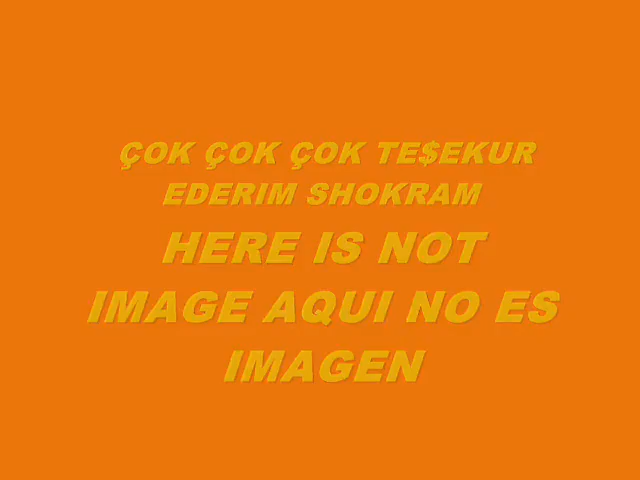 ÇOK ÇOK ÇOK TE$EKUR
EDERIM SHOKRAM
HERE IS NOT
IMAGE AQUI NO ES
IMAGEN